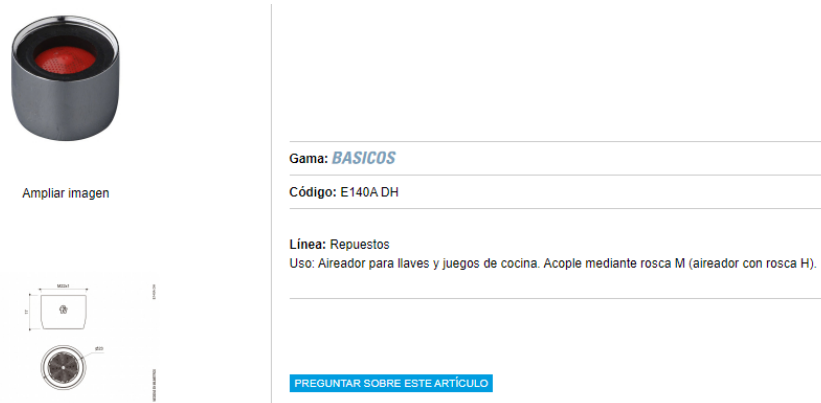 Gama: BASICOS
Ampliar imagen
Código: E140A DH
Línea: Repuestos
Uso: Aireador para llaves y juegos de cocina. Acople mediante rosca M (aireador con rosca H).
PREGUNTAR SOBRE ESTE ARTÍCULO